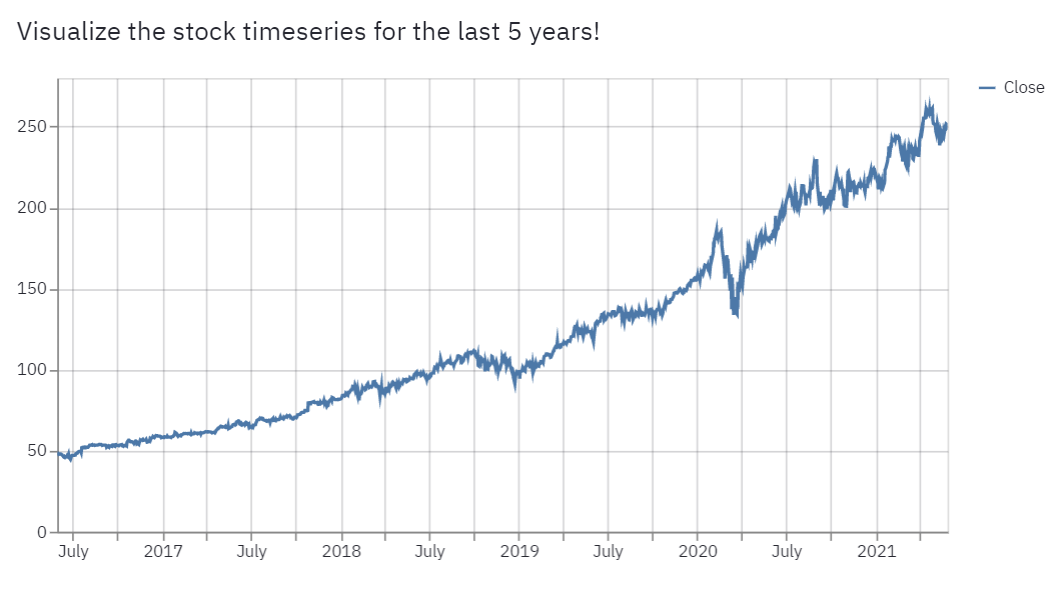 Visualize the stock timeseries for the last 5 years!
Close
250
200
150
100
50
0
July 2017 July 2018 July 2019 July 2020 July 2021